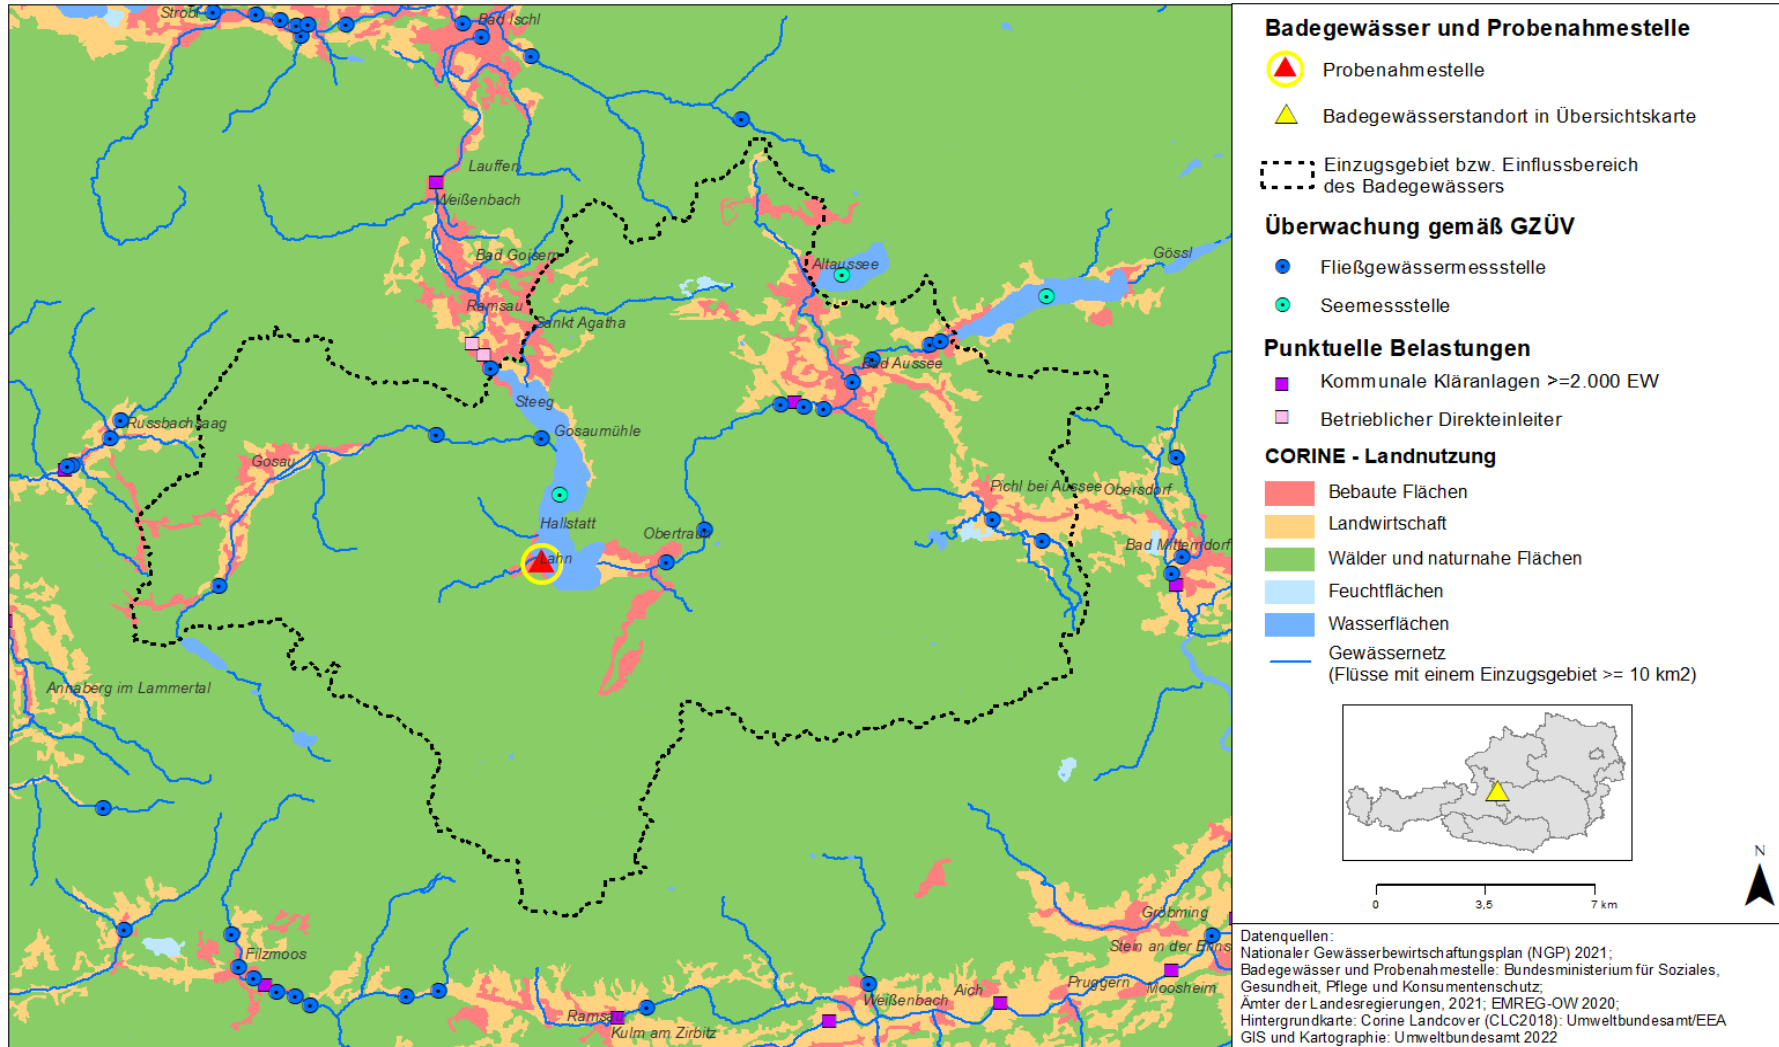 Strobl
Bad Ischl
Lauffen
Weißenbach
Bad Goisern
Ramsau
Sankt Agatha
Altaussee
Gössl
Bad Aussee
Steeg
Gosaumühle
Russbachsaag
Gosau
Pichl bei Aussee
Obersdorf
Hallstatt
Obertraun
Bad Mitterndorf
Lahn
Annaberg im Lammertal
Gröbming
Stein an der Enns
Filzmoos
Pruggern
Moosheim
Aich
Weißenbach
Ramsau
Kulm am Zirbitz
Badegewässer und Probenahmestelle
Probenahmestelle
Badegewässerstandort in Übersichtskarte
Einzugsgebiet bzw. Einflussbereich
des Badegewässers
Überwachung gemäß GZÜV
Fließgewässermessstelle
Seemessstelle
Punktuelle Belastungen
Kommunale Kläranlagen >=2.000 EW
Betrieblicher Direkteinleiter
CORINE - Landnutzung
Bebaute Flächen
Landwirtschaft
Wälder und naturnahe Flächen
Feuchtflächen
Wasserflächen
Gewässernetz
(Flüsse mit einem Einzugsgebiet >= 10 km2)
N
0 3,5 7 km
Datenquellen:
Nationaler Gewässerbewirtschaftungsplan (NGP) 2021;
Badegewässer und Probenahmestelle: Bundesministerium für Soziales,
Gesundheit, Pflege und Konsumentenschutz;
Ämter der Landesregierungen, 2021; EMREG-OW 2020;
Hintergrundkarte: Corine Landcover (CLC2018): Umweltbundesamt/EEA
GIS und Kartographie: Umweltbundesamt 2022